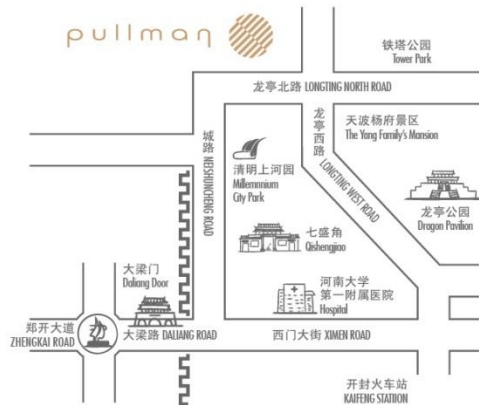 pullman
铁塔公园
Tower Park
龙亭北路 LONGTING NORTH ROAD
城路 NEISHUNCHENG ROAD
龙亭西路
LONGTING WEST ROAD
天波杨府景区
The Yang Family's Mansion
清明上河园
Millemnnium
City Park
龙亭公园
Dragon Pavilion
七盛角
Qishengjiao
大梁门
Daliang Door
河南大学
第一附属医院
Hospital
郑开大道
ZHENGKAI ROAD
大梁路 DALIANG ROAD
西门大街 XIMEN ROAD
开封火车站
KAIFENG STATIION